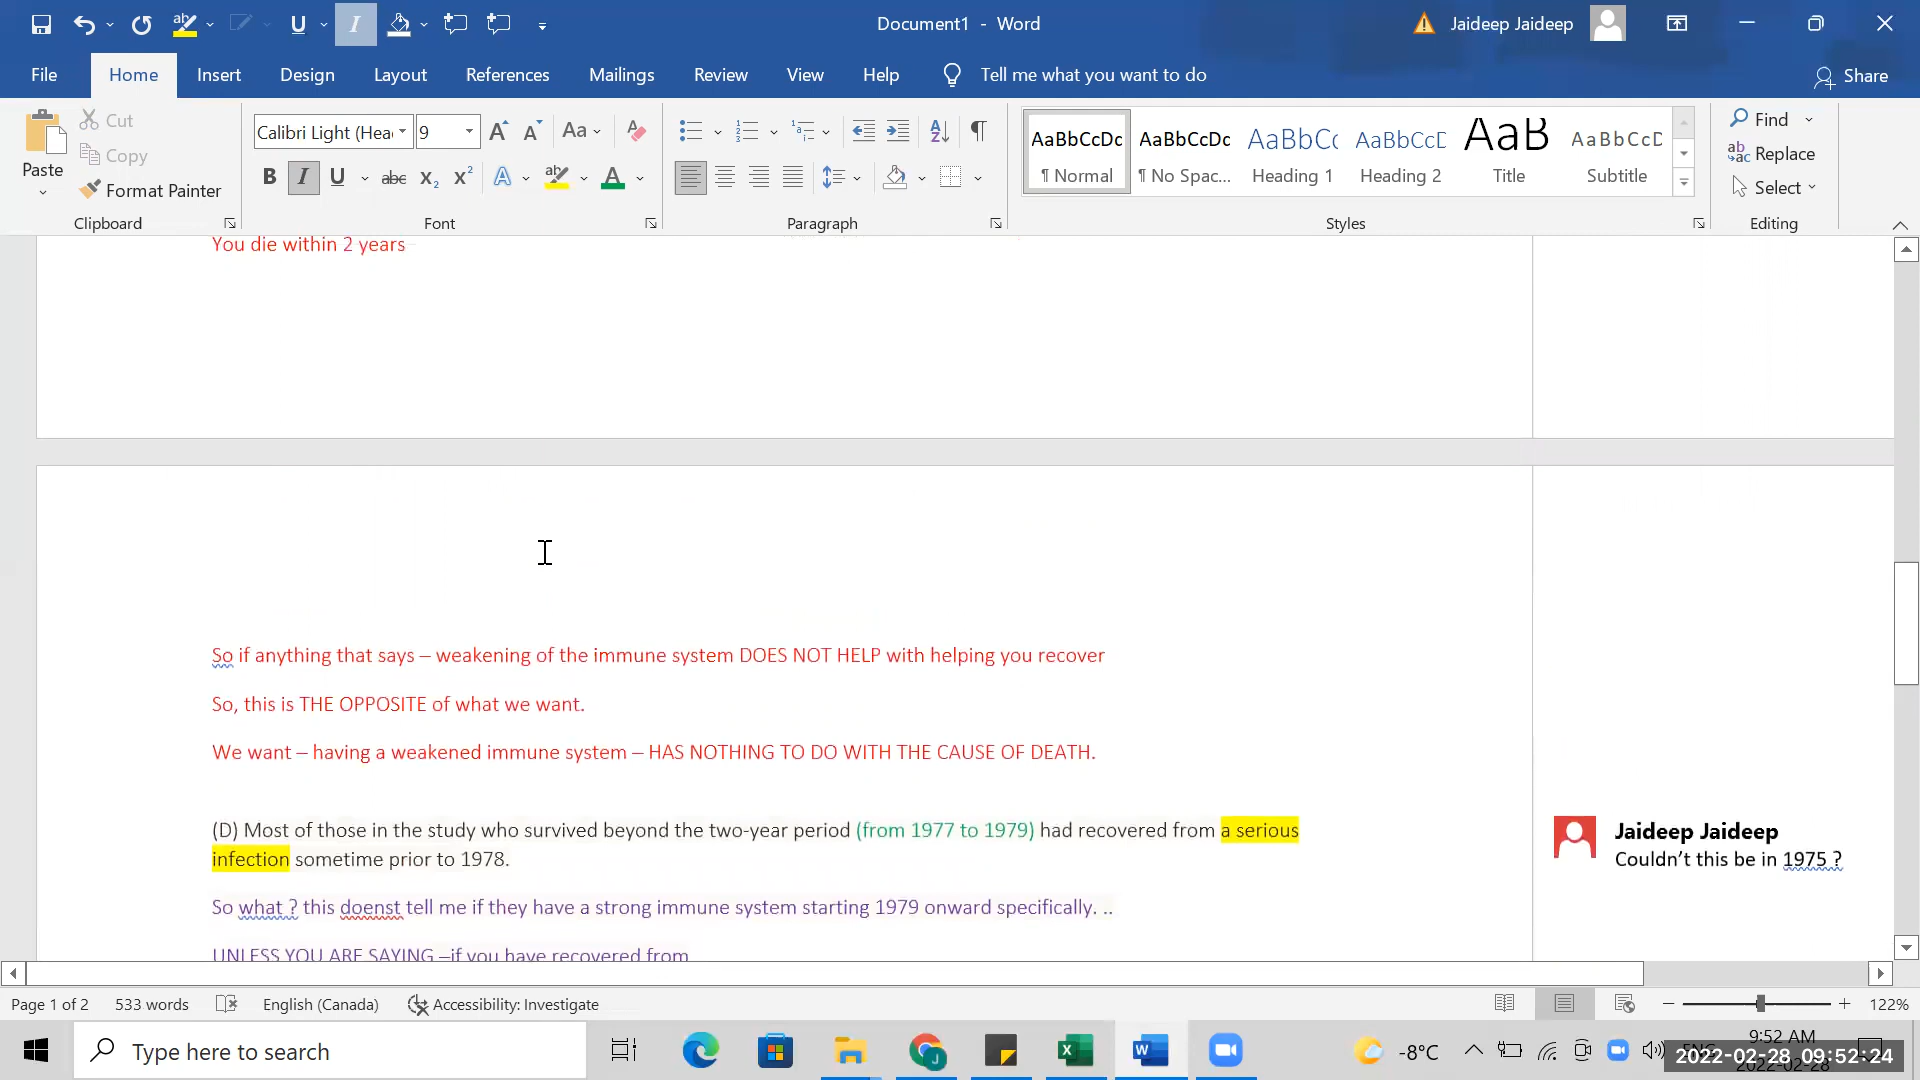 Document1 - Word
Jaideep Jaideep
File Home Insert Design Layout References Mailings Review View Help Tell me what you want to do Share
Paste Cut Copy Format Painter
Calibri Light (Hea 9
AaBbCcDc ¶ Normal
AaBbCcDc ¶ No Spac...
AaBbCc Heading 1
AaBbCcD Heading 2
AaB Title
AaBbCcD Subtitle
Find
Replace
Select
Clipboard Font Paragraph Styles Editing
You die within 2 years
So if anything that says – weakening of the immune system DOES NOT HELP with helping you recover
So, this is THE OPPOSITE of what we want.
We want – having a weakened immune system – HAS NOTHING TO DO WITH THE CAUSE OF DEATH.
(D) Most of those in the study who survived beyond the two-year period (from 1977 to 1979) had recovered from a serious
infection sometime prior to 1978.
Jaideep Jaideep
Couldn't this be in 1975 ?
So what ? this doenst tell me if they have a strong immune system starting 1979 onward specifically. ..
UNLESS YOU ARE SAYING –if you have recovered from
Page 1 of 2 533 words English (Canada) Accessibility: Investigate 122%
Type here to search
-8°C
9:52 AM
2022-02-28 09:52:24